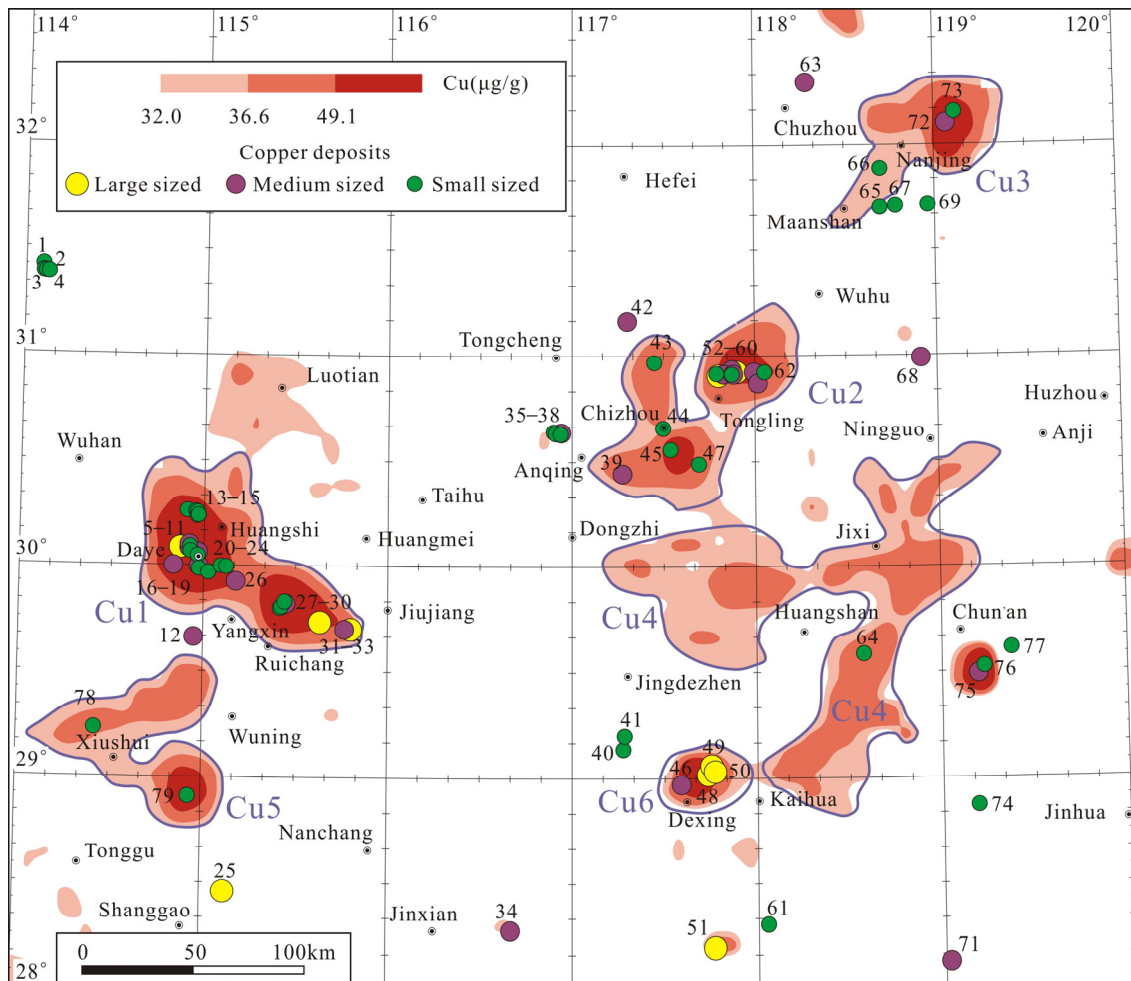 114° 115° 116° 117° 118° 119° 120°
63
73
Cu(μg/g)
32.0 36.6 49.1
Chuzhou
72
32°
Copper deposits
Nanjing
Large sized Medium sized Small sized
Hefei
66
Cu3
65 67 69
Maanshan
1
2
3 4
Wuhu
42
31°
Tongcheng
43 52–60
62
68
Luotian
Cu2
Huzhou
35–38
Chizhou 44
Tongling
Ningguo
Anji
Wuhan
Anqing
45 47
39
Taihu
13–15
5–11
Huangshi
Dongzhi
Jixi
30°
Daye
20–24
Huangmei
16–19
26
Cu1
27–30
Jiujiang
Cu4
Huangshan
Chun'an
12
Yangxin
31–33
64
77
Ruichang
76
75
78
Jingdezhen
Cu4
Wuning
41
Xiushui
40
49
29°
46 50
79
Cu5
Cu6
48
Kaihua
Dexing
74
Jinhua
Nanchang
Tonggu
25
Shanggao
Jinxian
34
51
61
71
0 50 100km
28°